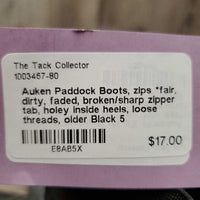 The Tack Collector
1003467-80
Auken Paddock Boots, zips *fair,
dirty, faded, broken/sharp zipper
tab, holey inside heels, loose
threads, older Black 5
E8AB5X
$17.00